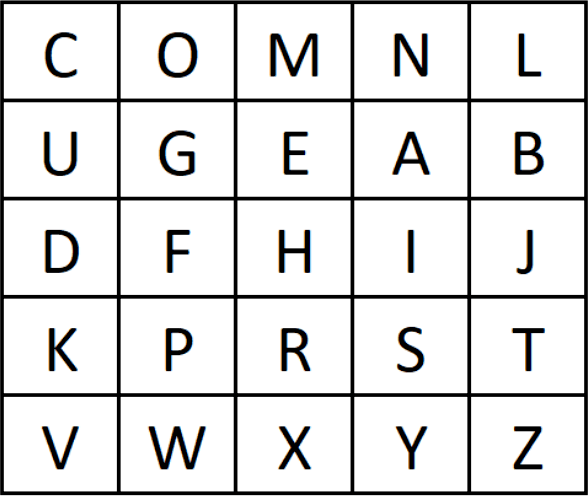 C O M N L
U G E A B
D F H I J
K P R S T
V W X Y Z